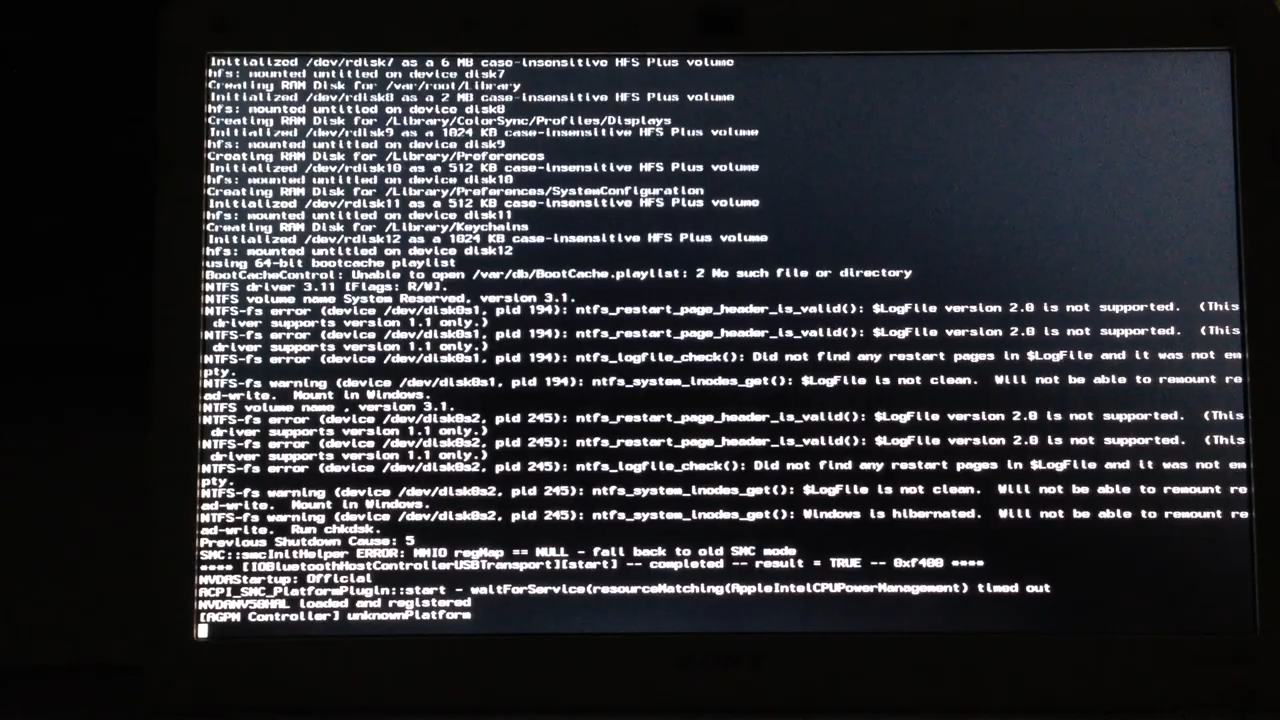 Initialized /dev/rdisk7 as a 6 MB case-insensitive HFS Plus volume
hfs: mounted untitled on device disk7
Creating RAM Disk for /var/root/Library
Initialized /dev/rdisk8 as a 2 MB case-insensitive HFS Plus volume
hfs: mounted untitled on device disk8
Creating RAM Disk for /Library/ColorSync/Profiles/Displays
Initialized /dev/rdisk9 as a 1024 KB case-insensitive HFS Plus volume
hfs: mounted untitled on device disk9
Creating RAM Disk for /Library/Preferences
Initialized /dev/rdisk10 as a 512 KB case-insensitive HFS Plus volume
hfs: mounted untitled on device disk10
Creating RAM Disk for /Library/Preferences/SystemConfiguration
Initialized /dev/rdisk11 as a 512 KB case-insensitive HFS Plus volume
hfs: mounted untitled on device disk11
Creating RAM Disk for /Library/Keychains
Initialized /dev/rdisk12 as a 1024 KB case-insensitive HFS Plus volume
hfs: mounted untitled on device disk12
using 64-bit bootcache playlist
BootCacheControl: Unable to open /var/db/BootCache.playlist: 2 No such file or directory
NTFS driver 3.11 [Flags: R/W].
NTFS volume name System Reserved, version 3.1.
NTFS-fs error (device /dev/disk0s1, pid 194): ntfs_restart_page_header_is_valid(): $LogFile version 2.0 is not supported.  (This
driver supports version 1.1 only.)
NTFS-fs error (device /dev/disk0s1, pid 194): ntfs_restart_page_header_is_valid(): $LogFile version 2.0 is not supported.  (This
driver supports version 1.1 only.)
NTFS-fs error (device /dev/disk0s1, pid 194): ntfs_logfile_check(): Did not find any restart pages in $LogFile and it was not em
pty.
NTFS-fs warning (device /dev/disk0s1, pid 194): ntfs_system_inodes_get(): $LogFile is not clean.  Will not be able to remount re
ad-write.  Mount in Windows.
NTFS volume name , version 3.1.
NTFS-fs error (device /dev/disk0s2, pid 245): ntfs_restart_page_header_is_valid(): $LogFile version 2.0 is not supported.  (This
driver supports version 1.1 only.)
NTFS-fs error (device /dev/disk0s2, pid 245): ntfs_restart_page_header_is_valid(): $LogFile version 2.0 is not supported.  (This
driver supports version 1.1 only.)
NTFS-fs error (device /dev/disk0s2, pid 245): ntfs_logfile_check(): Did not find any restart pages in $LogFile and it was not em
pty.
NTFS-fs warning (device /dev/disk0s2, pid 245): ntfs_system_inodes_get(): $LogFile is not clean.  Will not be able to remount re
ad-write.  Mount in Windows.
NTFS-fs warning (device /dev/disk0s2, pid 245): ntfs_system_inodes_get(): Windows is hibernated.  Will not be able to remount re
ad-write.  Run chkdsk.
Previous Shutdown Cause: 5
SMC::smcInitHelper ERROR: MMIO regMap == NULL - fall back to old SMC mode
**** [IOBluetoothHostControllerUSBTransport][start] -- completed -- result = TRUE -- 0xf400 ****
NVDAStartup: Official
ACPI_SMC_PlatformPlugin::start - waitForService(resourceMatching(AppleIntelCPUPowerManagement) timed out
NVDANV50HAL loaded and registered
[AGPM Controller] unknownPlatform
SONY